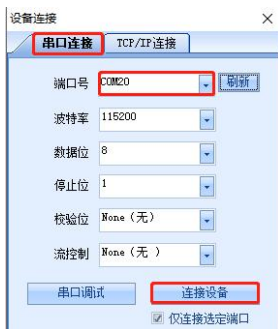 设备连接
串口连接 TCP/IP连接
端口号 COM20 刷新
波特率 115200
数据位 8
停止位 1
校验位 None（无）
流控制 None（无 ）
串口调试 连接设备
仅连接选定端口